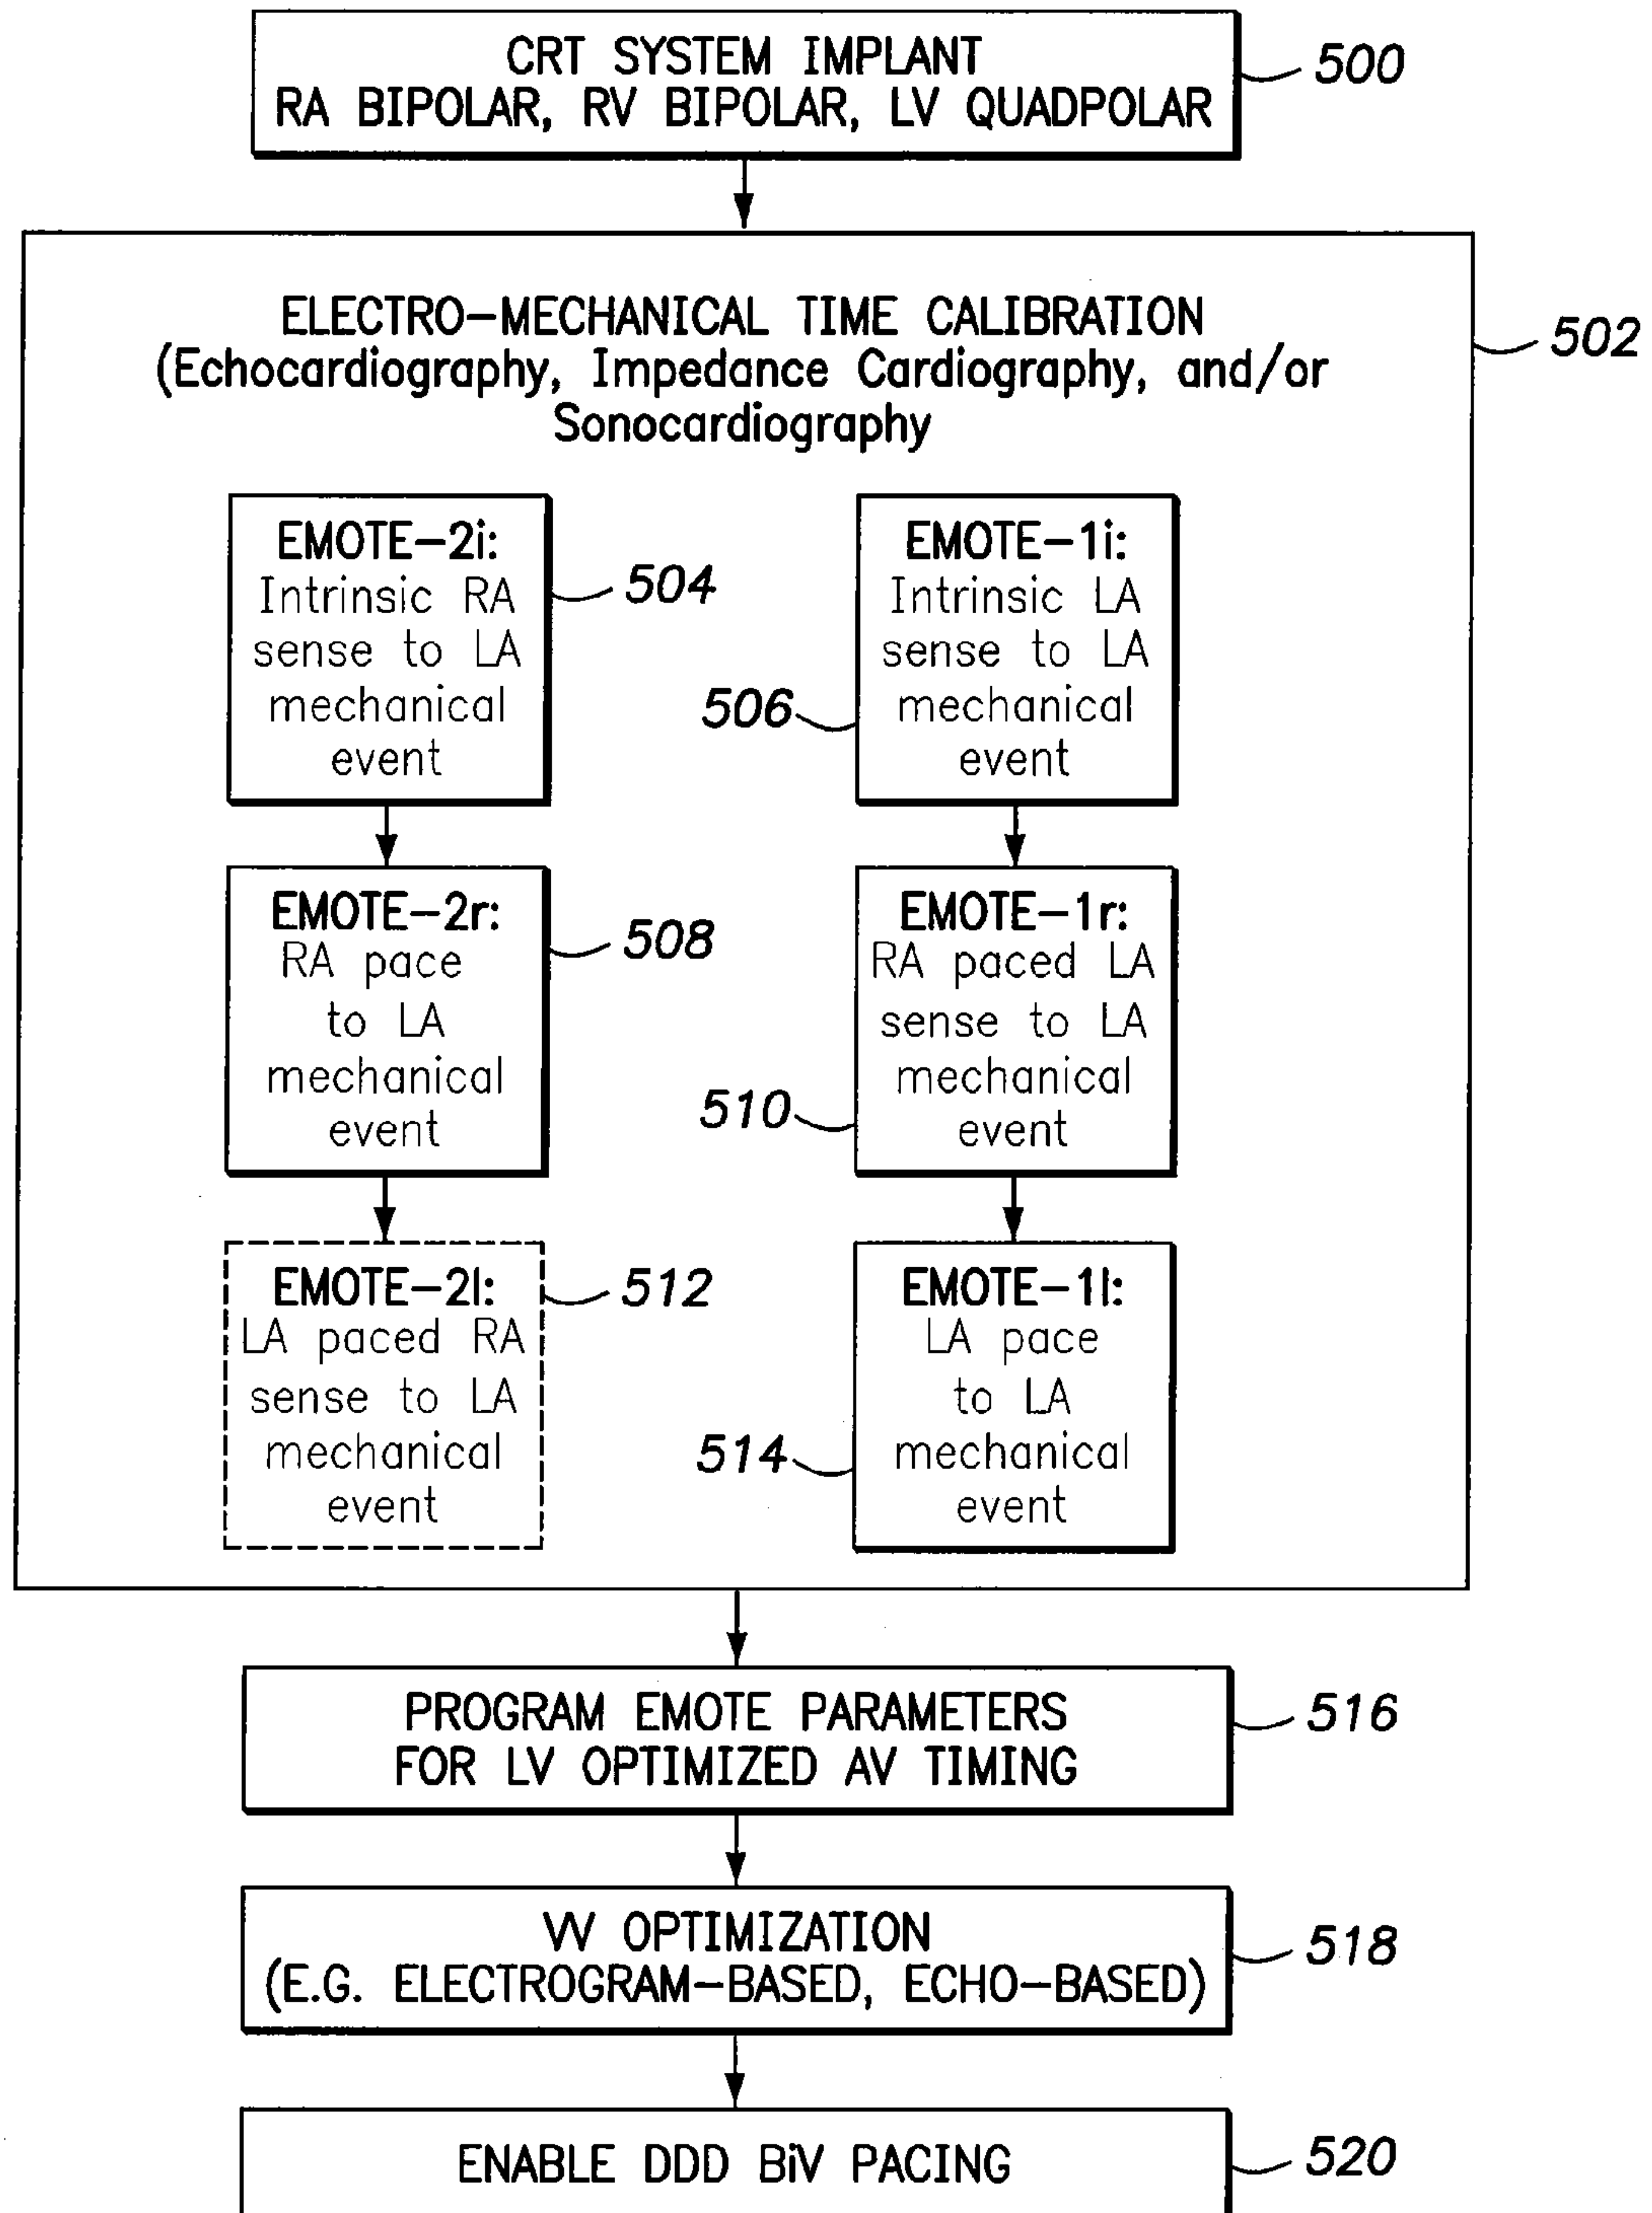 CRT SYSTEM IMPLANT
RA BIPOLAR, RV BIPOLAR, LV QUADPOLAR
500
ELECTRO-MECHANICAL TIME CALIBRATION
(Echocardiography, Impedance Cardiography, and/or
Sonocardiography
502
EMOTE-2i:
Intrinsic RA
sense to LA
mechanical
event
504
EMOTE-1i:
Intrinsic LA
sense to LA
mechanical
event
506
EMOTE-2r:
RA pace
to LA
mechanical
event
508
EMOTE-1r:
RA paced LA
sense to LA
mechanical
event
510
EMOTE-2l:
LA paced RA
sense to LA
mechanical
event
512
EMOTE-1l:
LA pace
to LA
mechanical
event
514
PROGRAM EMOTE PARAMETERS
FOR LV OPTIMIZED AV TIMING
516
VV OPTIMIZATION
(E.G. ELECTROGRAM-BASED, ECHO-BASED)
518
ENABLE DDD BiV PACING
520